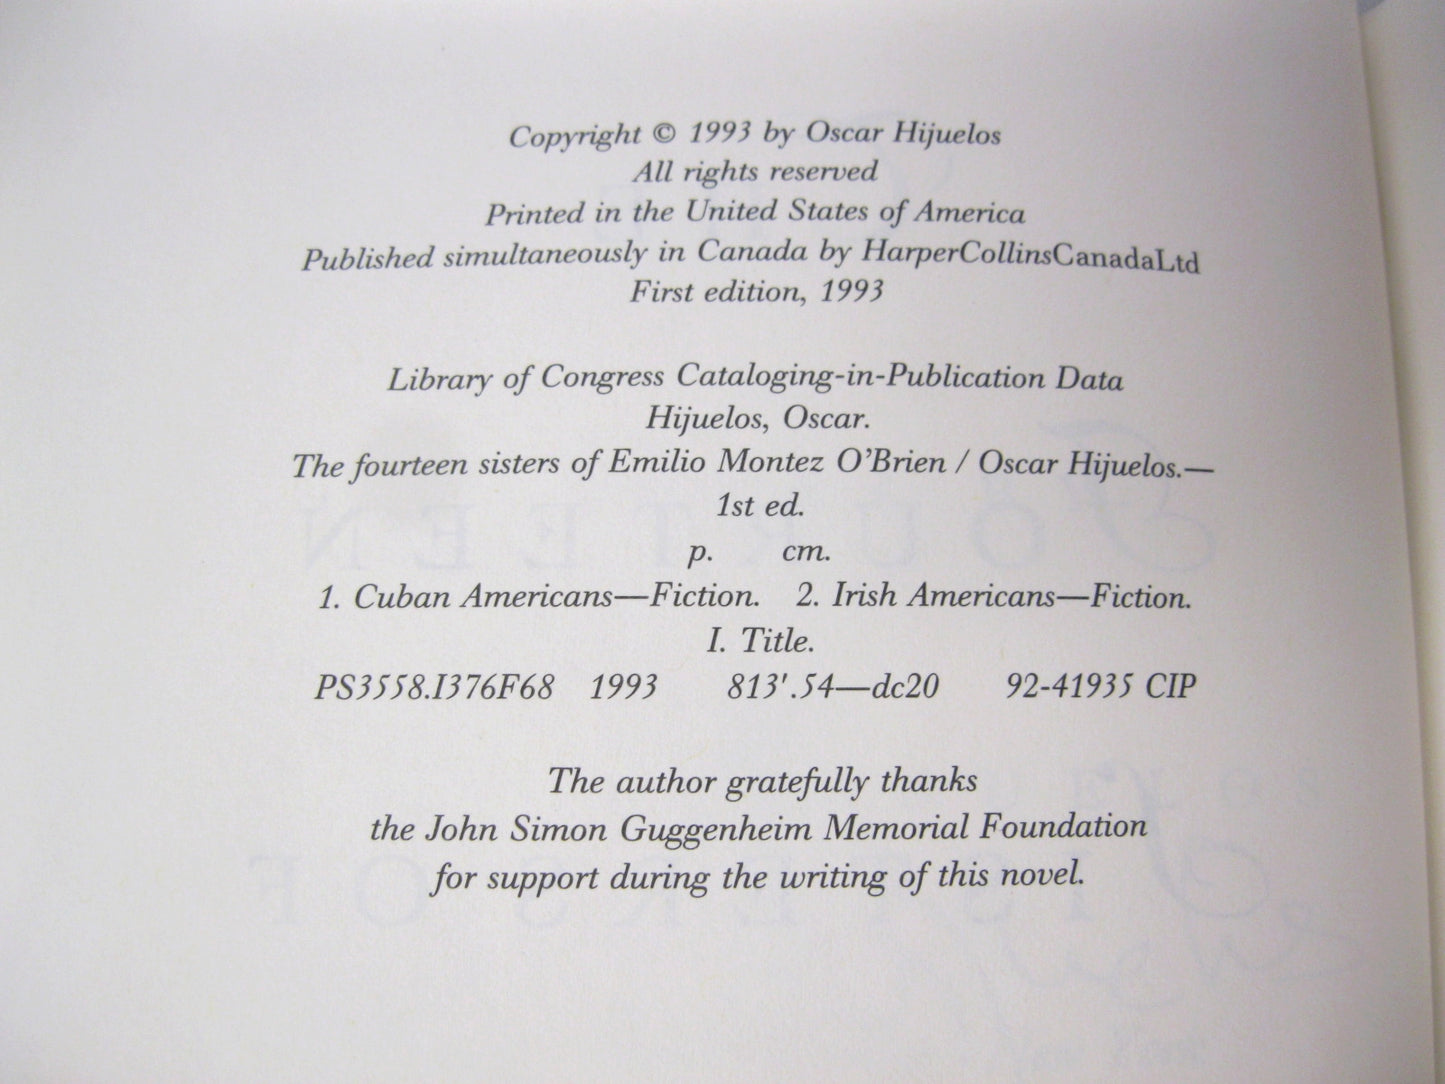 Copyright © 1993 by Oscar Hijuelos
All rights reserved
Printed in the United States of America
Published simultaneously in Canada by HarperCollinsCanadaLtd
First edition, 1993
Library of Congress Cataloging-in-Publication Data
Hijuelos, Oscar.
The fourteen sisters of Emilio Montez O'Brien / Oscar Hijuelos.—
1st ed.
p. cm.
1. Cuban Americans—Fiction. 2. Irish Americans—Fiction.
I. Title.
PS3558.I376F68 1993 813'.54—dc20 92-41935 CIP
The author gratefully thanks
the John Simon Guggenheim Memorial Foundation
for support during the writing of this novel.